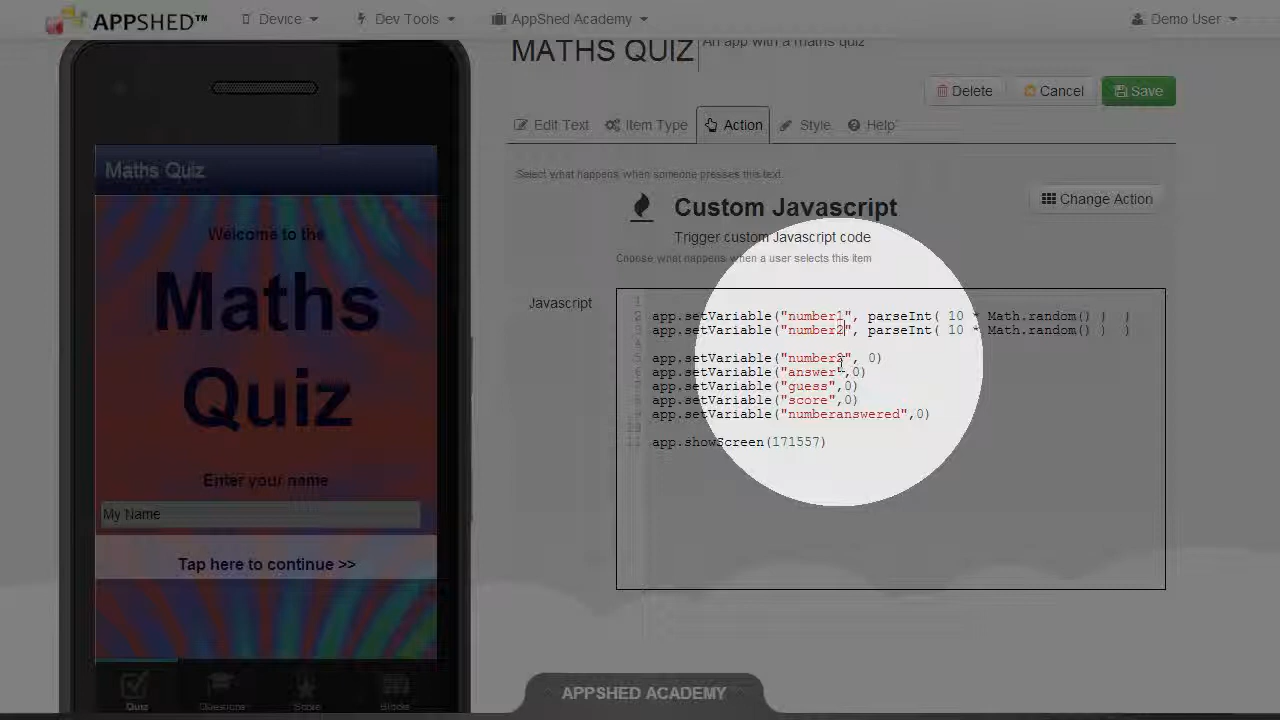 APPSHED™
Device
Dev Tools
AppShed Academy
Demo User
MATHS QUIZ
An app with a maths quiz
Delete
Cancel
Save
Edit Text
Item Type
Action
Style
Help
Select what happens when someone presses this text.
Custom Javascript
Change Action
Trigger custom Javascript code
Choose what happens when a user selects this item
Javascript
app.setVariable("number1", parseInt( 10 * Math.random() ) )
app.setVariable("number2", parseInt( 10 * Math.random() ) )
app.setVariable("number3", 0)
app.setVariable("answer",0)
app.setVariable("guess",0)
app.setVariable("score",0)
app.setVariable("numberanswered",0)
app.showScreen(171557)
Maths Quiz
Welcome to the
Maths
Quiz
Enter your name
My Name
Tap here to continue >>
Quiz
Questions
Score
Blocks
APPSHED ACADEMY